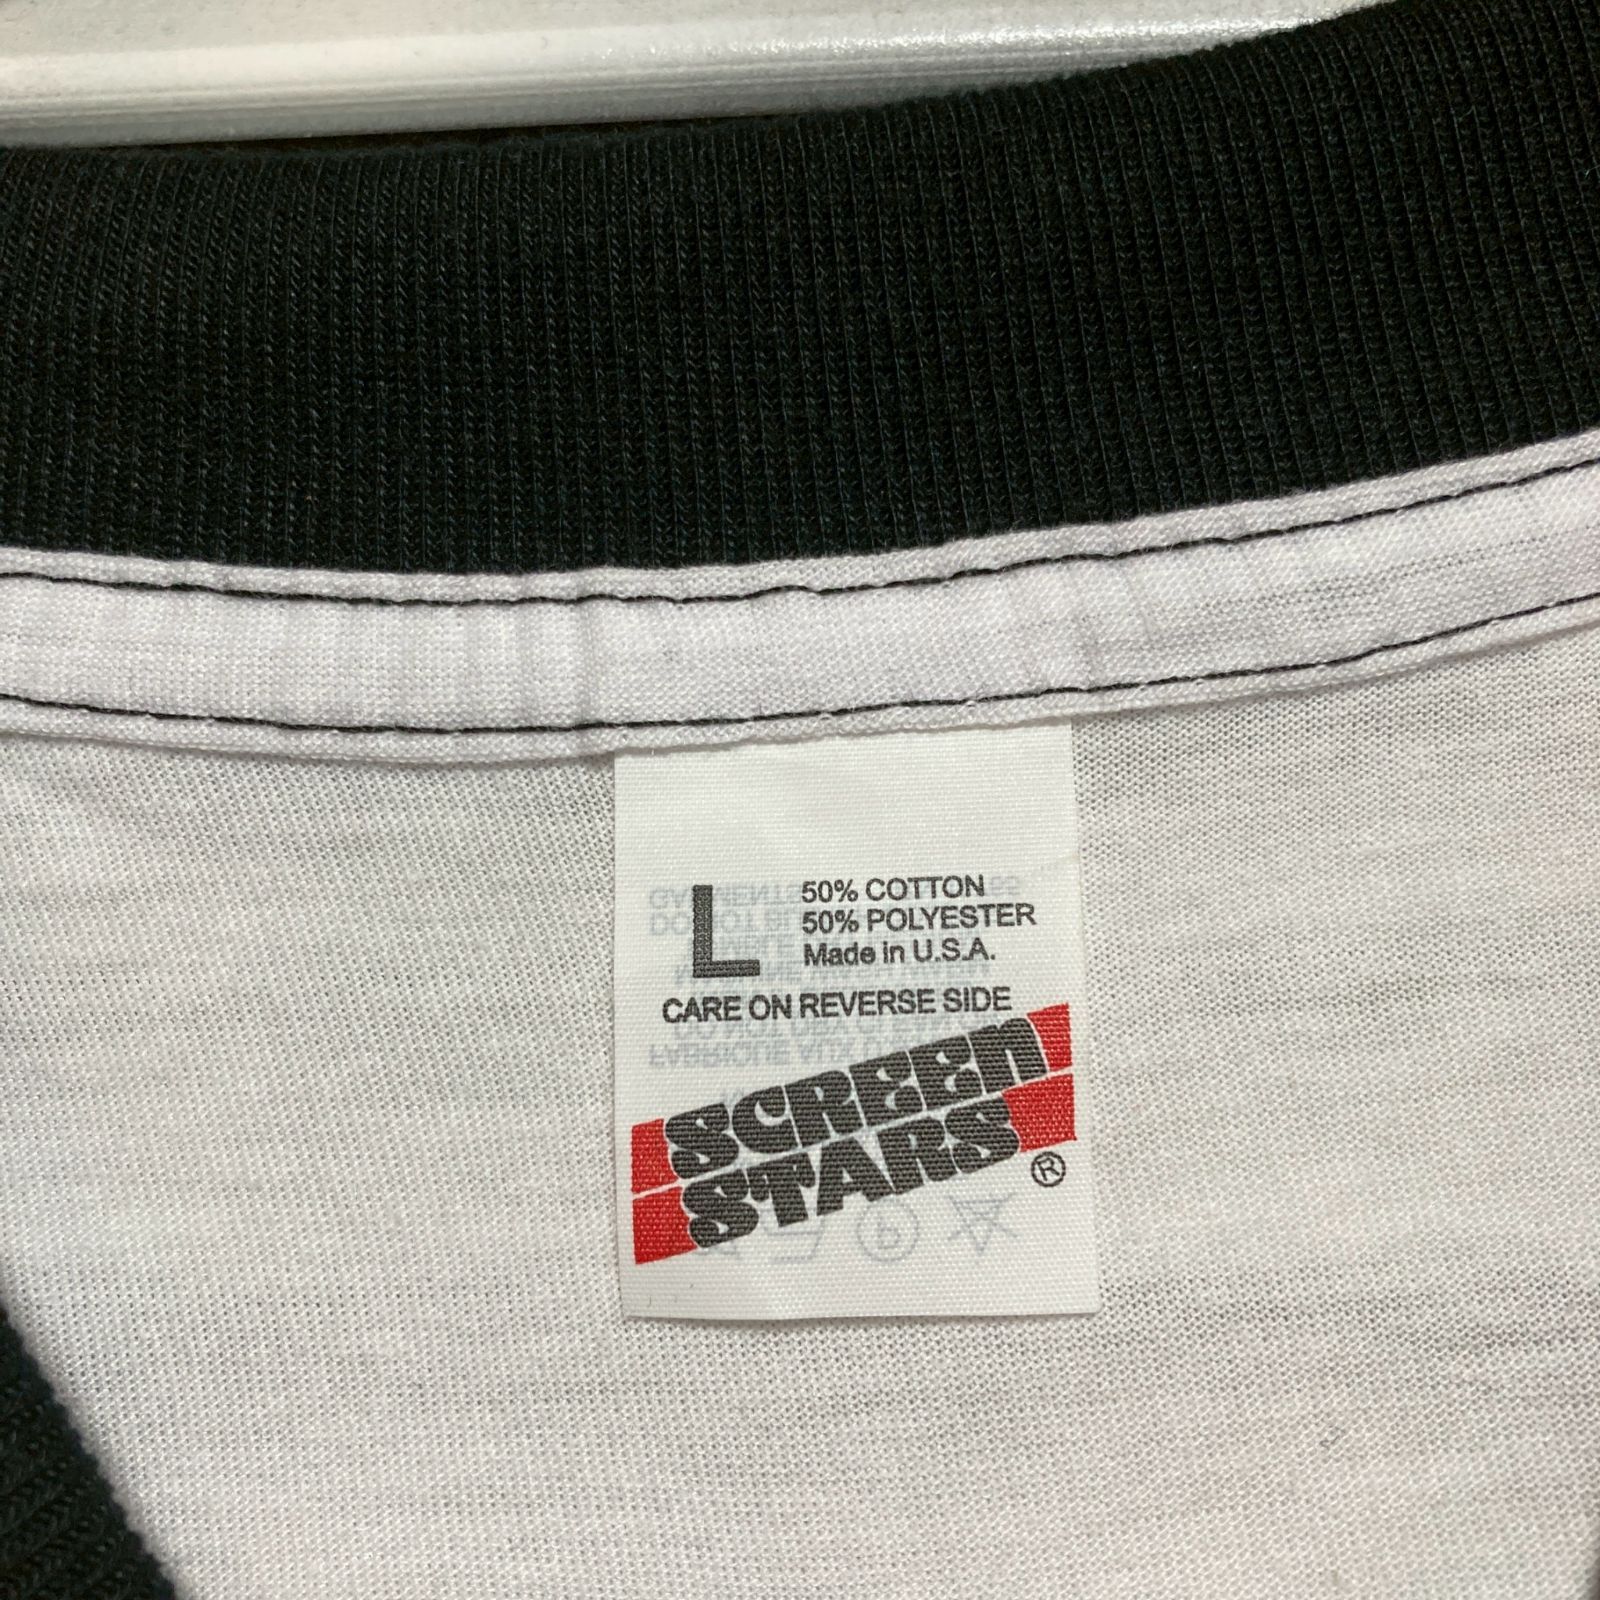 L
50% COTTON
50% POLYESTER
Made in U.S.A.
CARE ON REVERSE SIDE
SCREEN
STARS
®